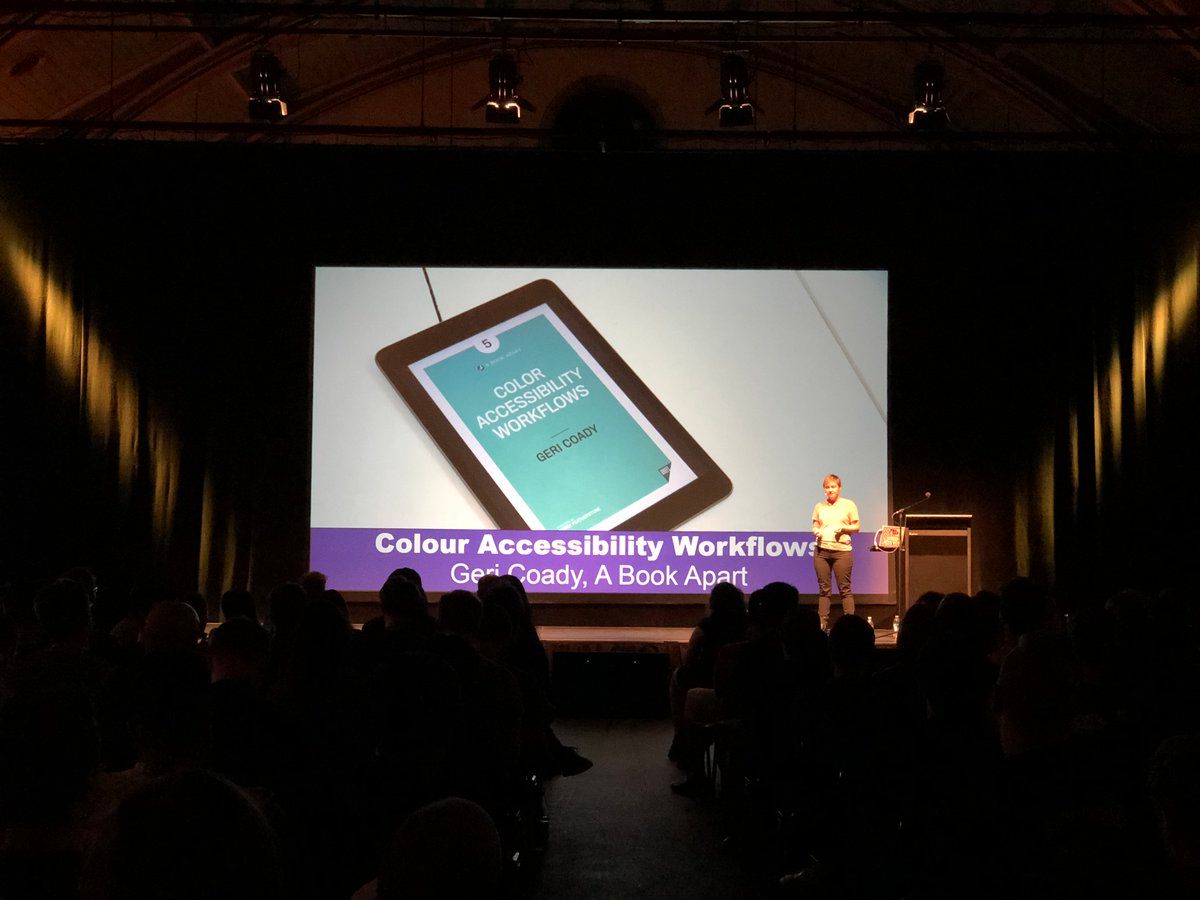 5
A BOOK APART
COLOR
ACCESSIBILITY
WORKFLOWS
GERI COADY
Colour Accessibility Workflows
Geri Coady, A Book Apart